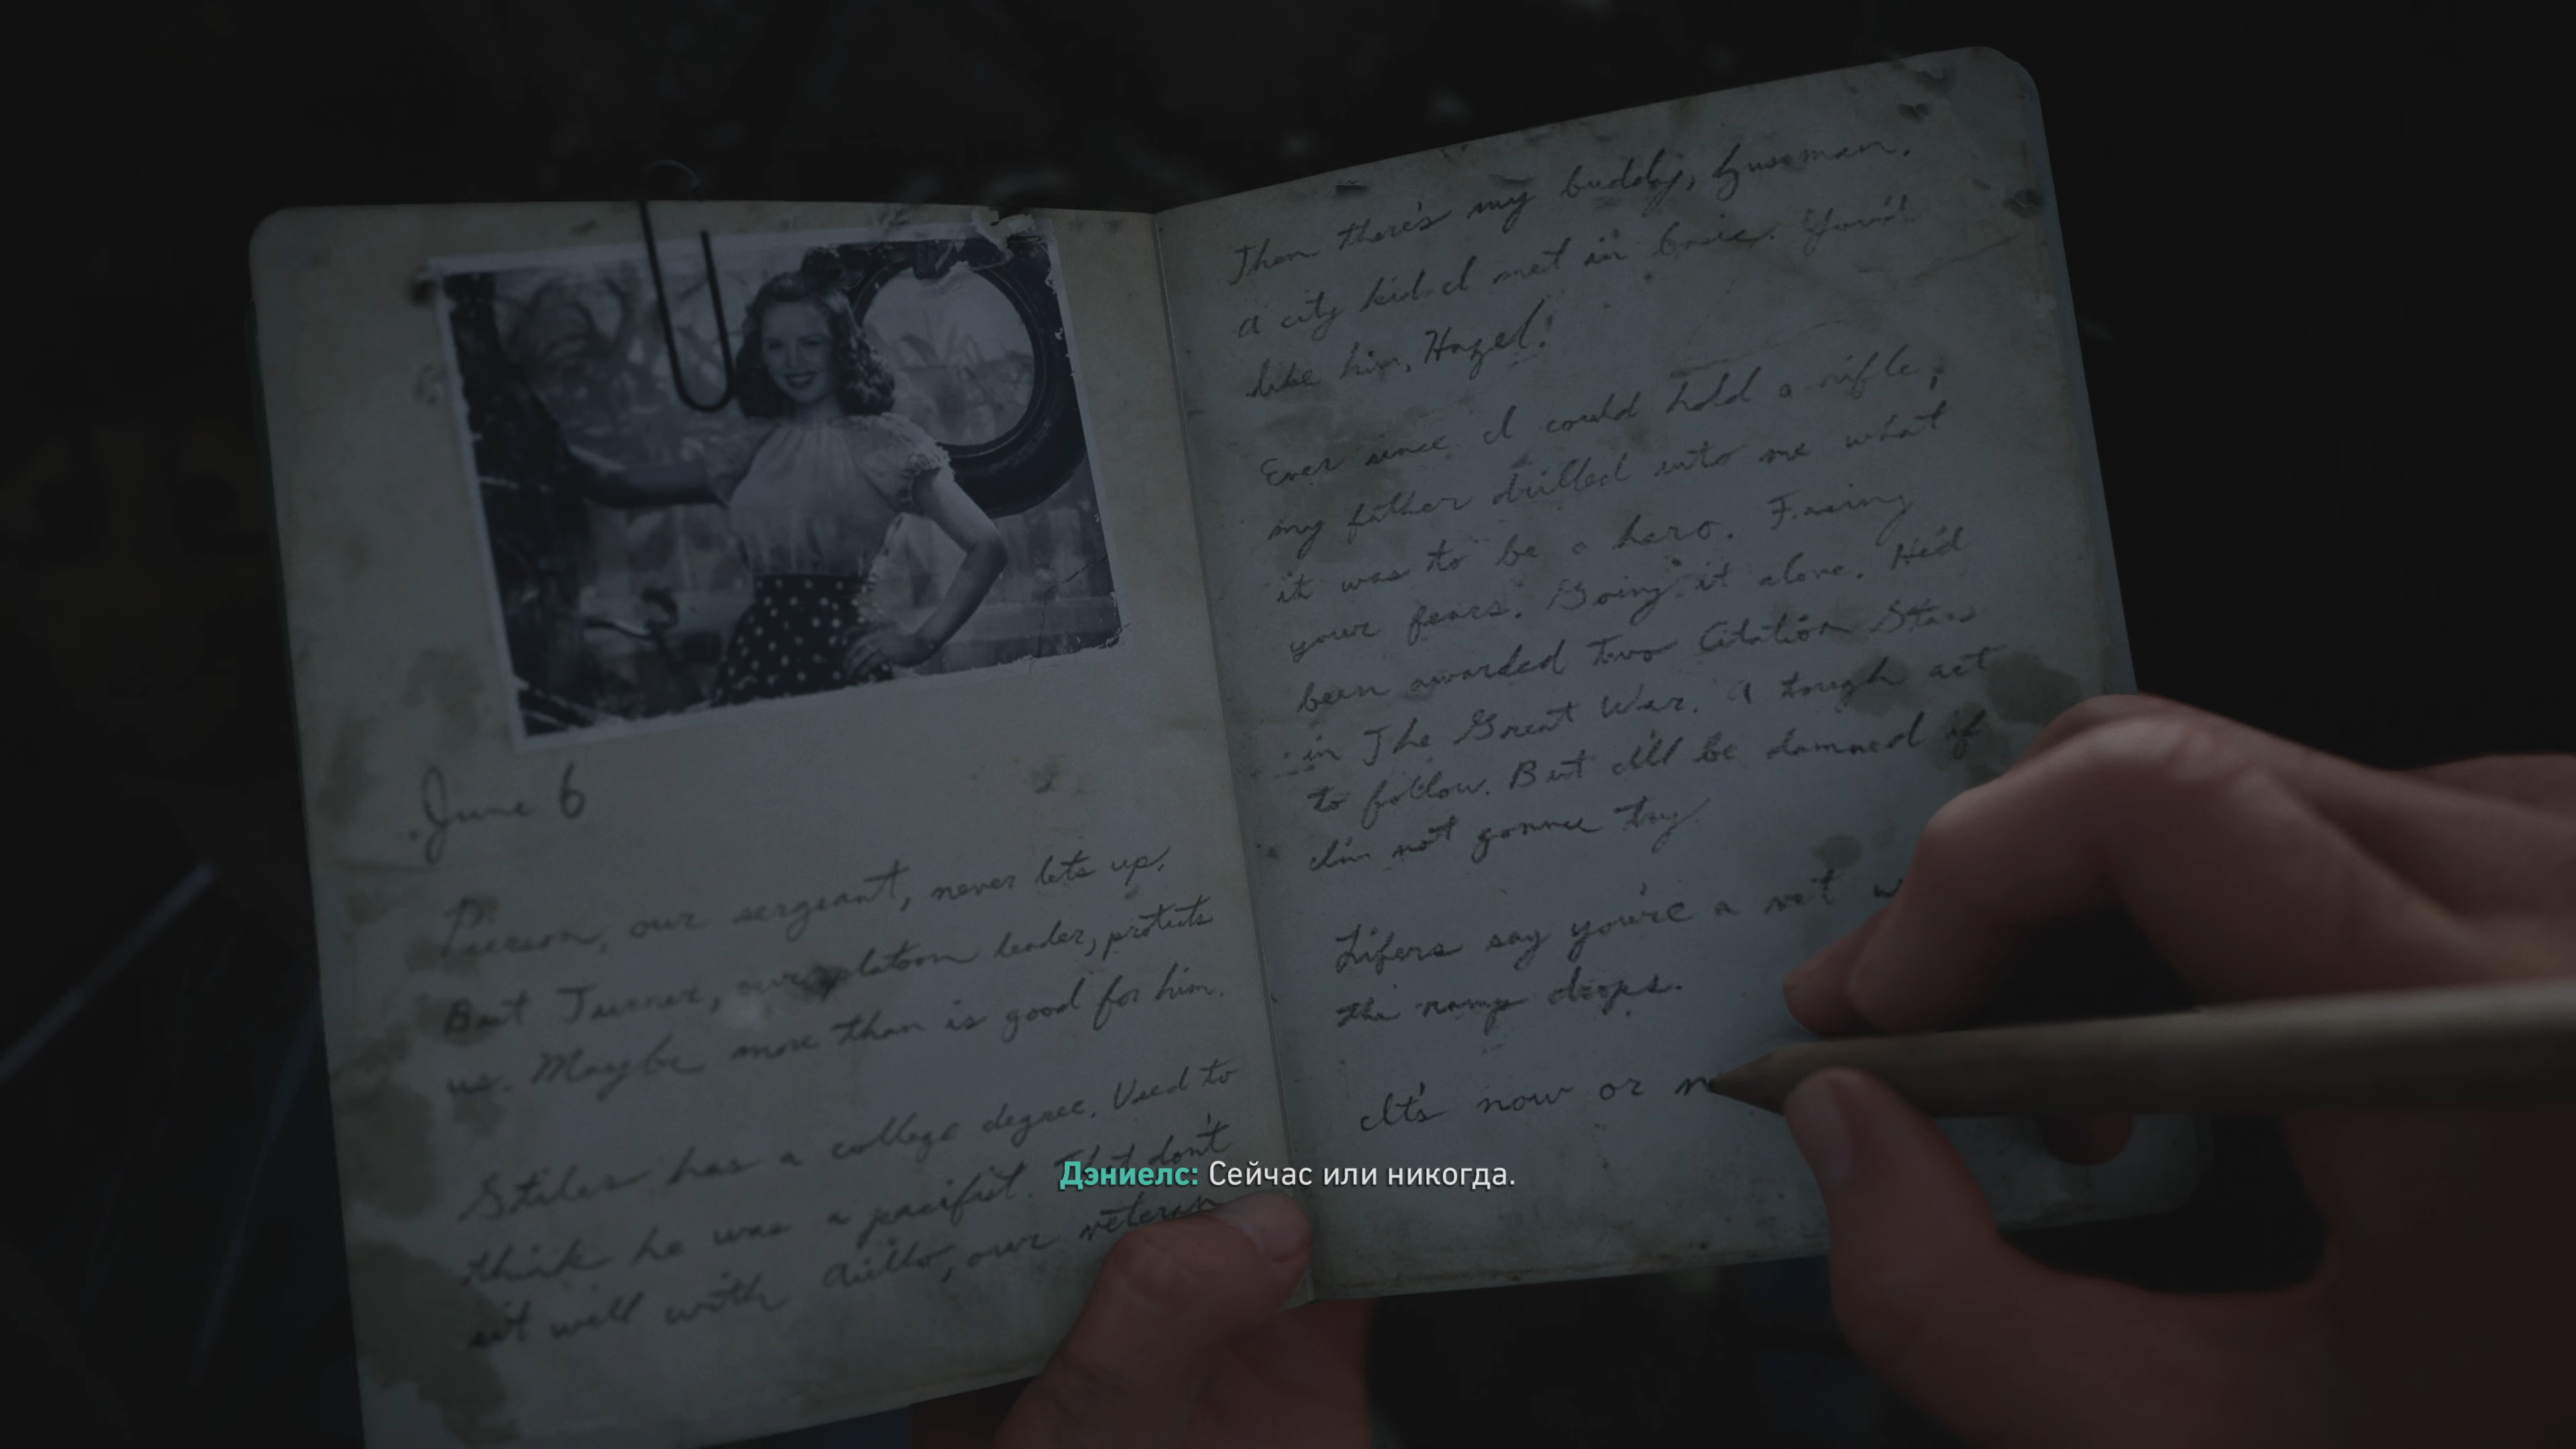 June 6
Pierson, our sergeant, never lets up.
But Turner, our platoon leader, protects
us. Maybe more than is good for him.
Stiles has a college degree. Used to
think he was a pacifist. That don't
sit well with Aiello, our veteran
Then there's my buddy, Zussman.
A city kid I met in basic. You'd
like him, Hazel!
Ever since I could hold a rifle,
my father drilled into me what
it was to be a hero. Facing
your fears. Going it alone. He'd
been awarded Two Citation Stars
in The Great War. A tough act
to follow. But I'll be damned if
I'm not gonna try
Lifers say you're a vet w
the ramp drops.
It's now or n
Дэниелс: Сейчас или никогда.